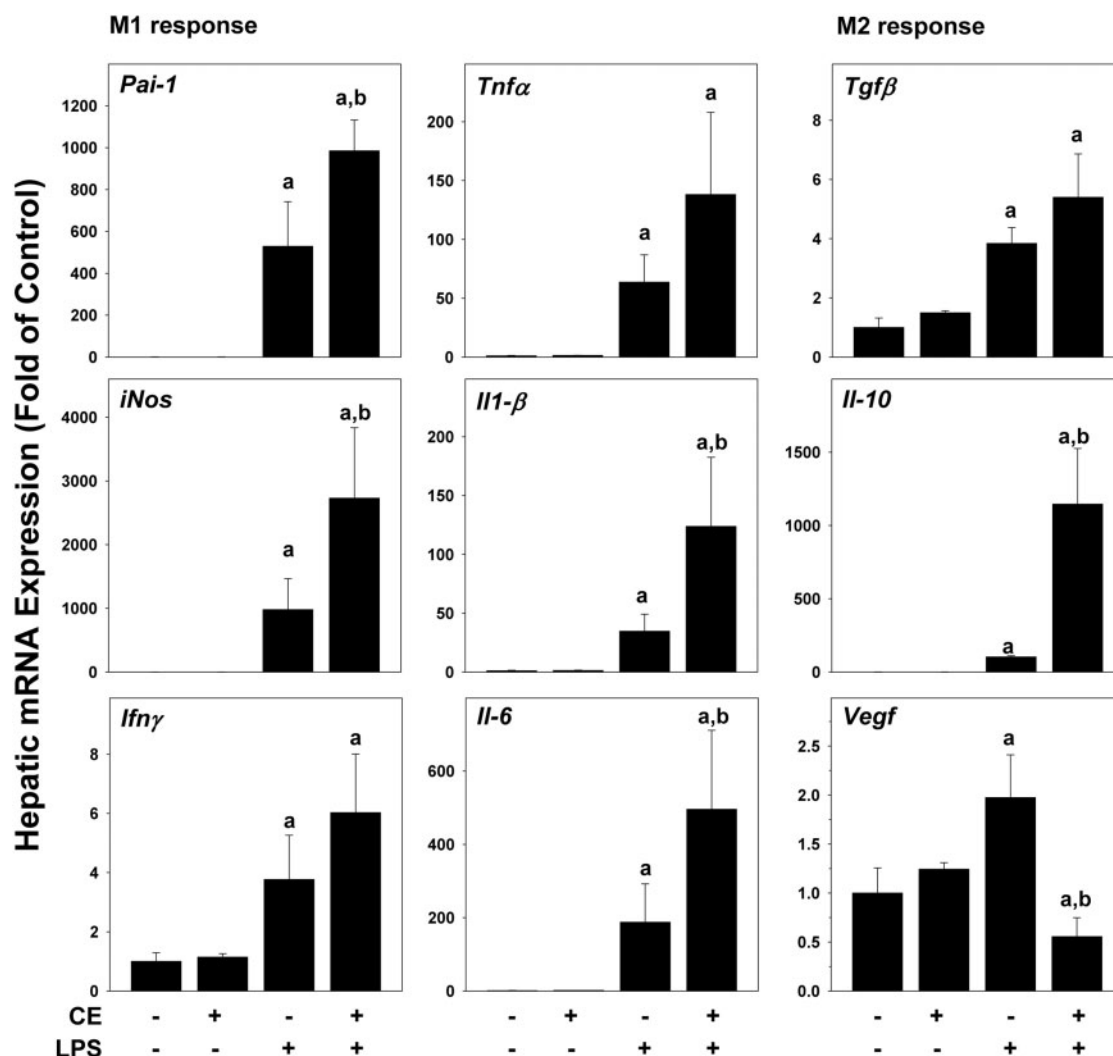 M1 response
M2 response
Hepatic mRNA Expression (Fold of Control)
Pai-1
1200
1000
800
600
400
200
0
a
a,b
Tnfα
200
150
100
50
0
a
a
Tgfβ
8
6
4
2
0
a
a
iNos
4000
3000
2000
1000
0
a
a,b
Il1-β
200
150
100
50
0
a
a,b
Il-10
1500
1000
500
0
a
a,b
Ifnγ
8
6
4
2
0
a
a
Il-6
600
400
200
0
a
a,b
Vegf
2.5
2.0
1.5
1.0
0.5
0.0
a
a,b
CE - + - + - + - + - + - +
LPS - - + + - - + + - - + +